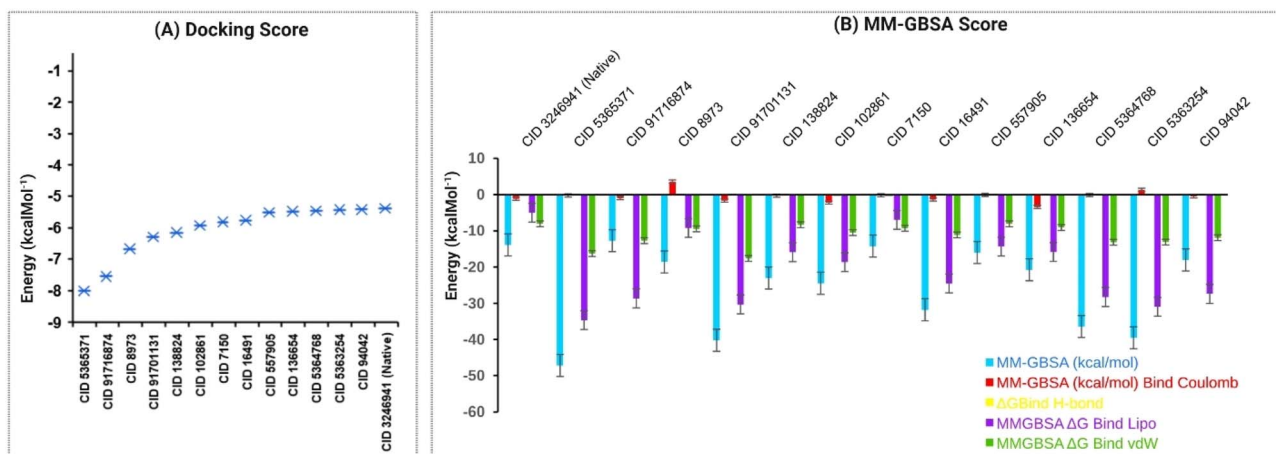 (A) Docking Score
Energy (kcalMol-1)
-1
-2
-3
-4
-5
-6
-7
-8
-9
CID 5365371
CID 91716874
CID 8973
CID 91701131
CID 138824
CID 102861
CID 7150
CID 16491
CID 557905
CID 136654
CID 5364768
CID 5363254
CID 94042
CID 3246941 (Native)
(B) MM-GBSA Score
CID 3246941 (Native)
CID 5365371
CID 91716874
CID 8973
CID 91701131
CID 138824
CID 102861
CID 7150
CID 16491
CID 557905
CID 136654
CID 5364768
CID 5363254
CID 94042
Energy (kcalMol-1)
10
0
-10
-20
-30
-40
-50
-60
MM-GBSA (kcal/mol)
MM-GBSA (kcal/mol) Bind Coulomb
ΔGBind H-bond
MMGBSA ΔG Bind Lipo
MMGBSA ΔG Bind vdW